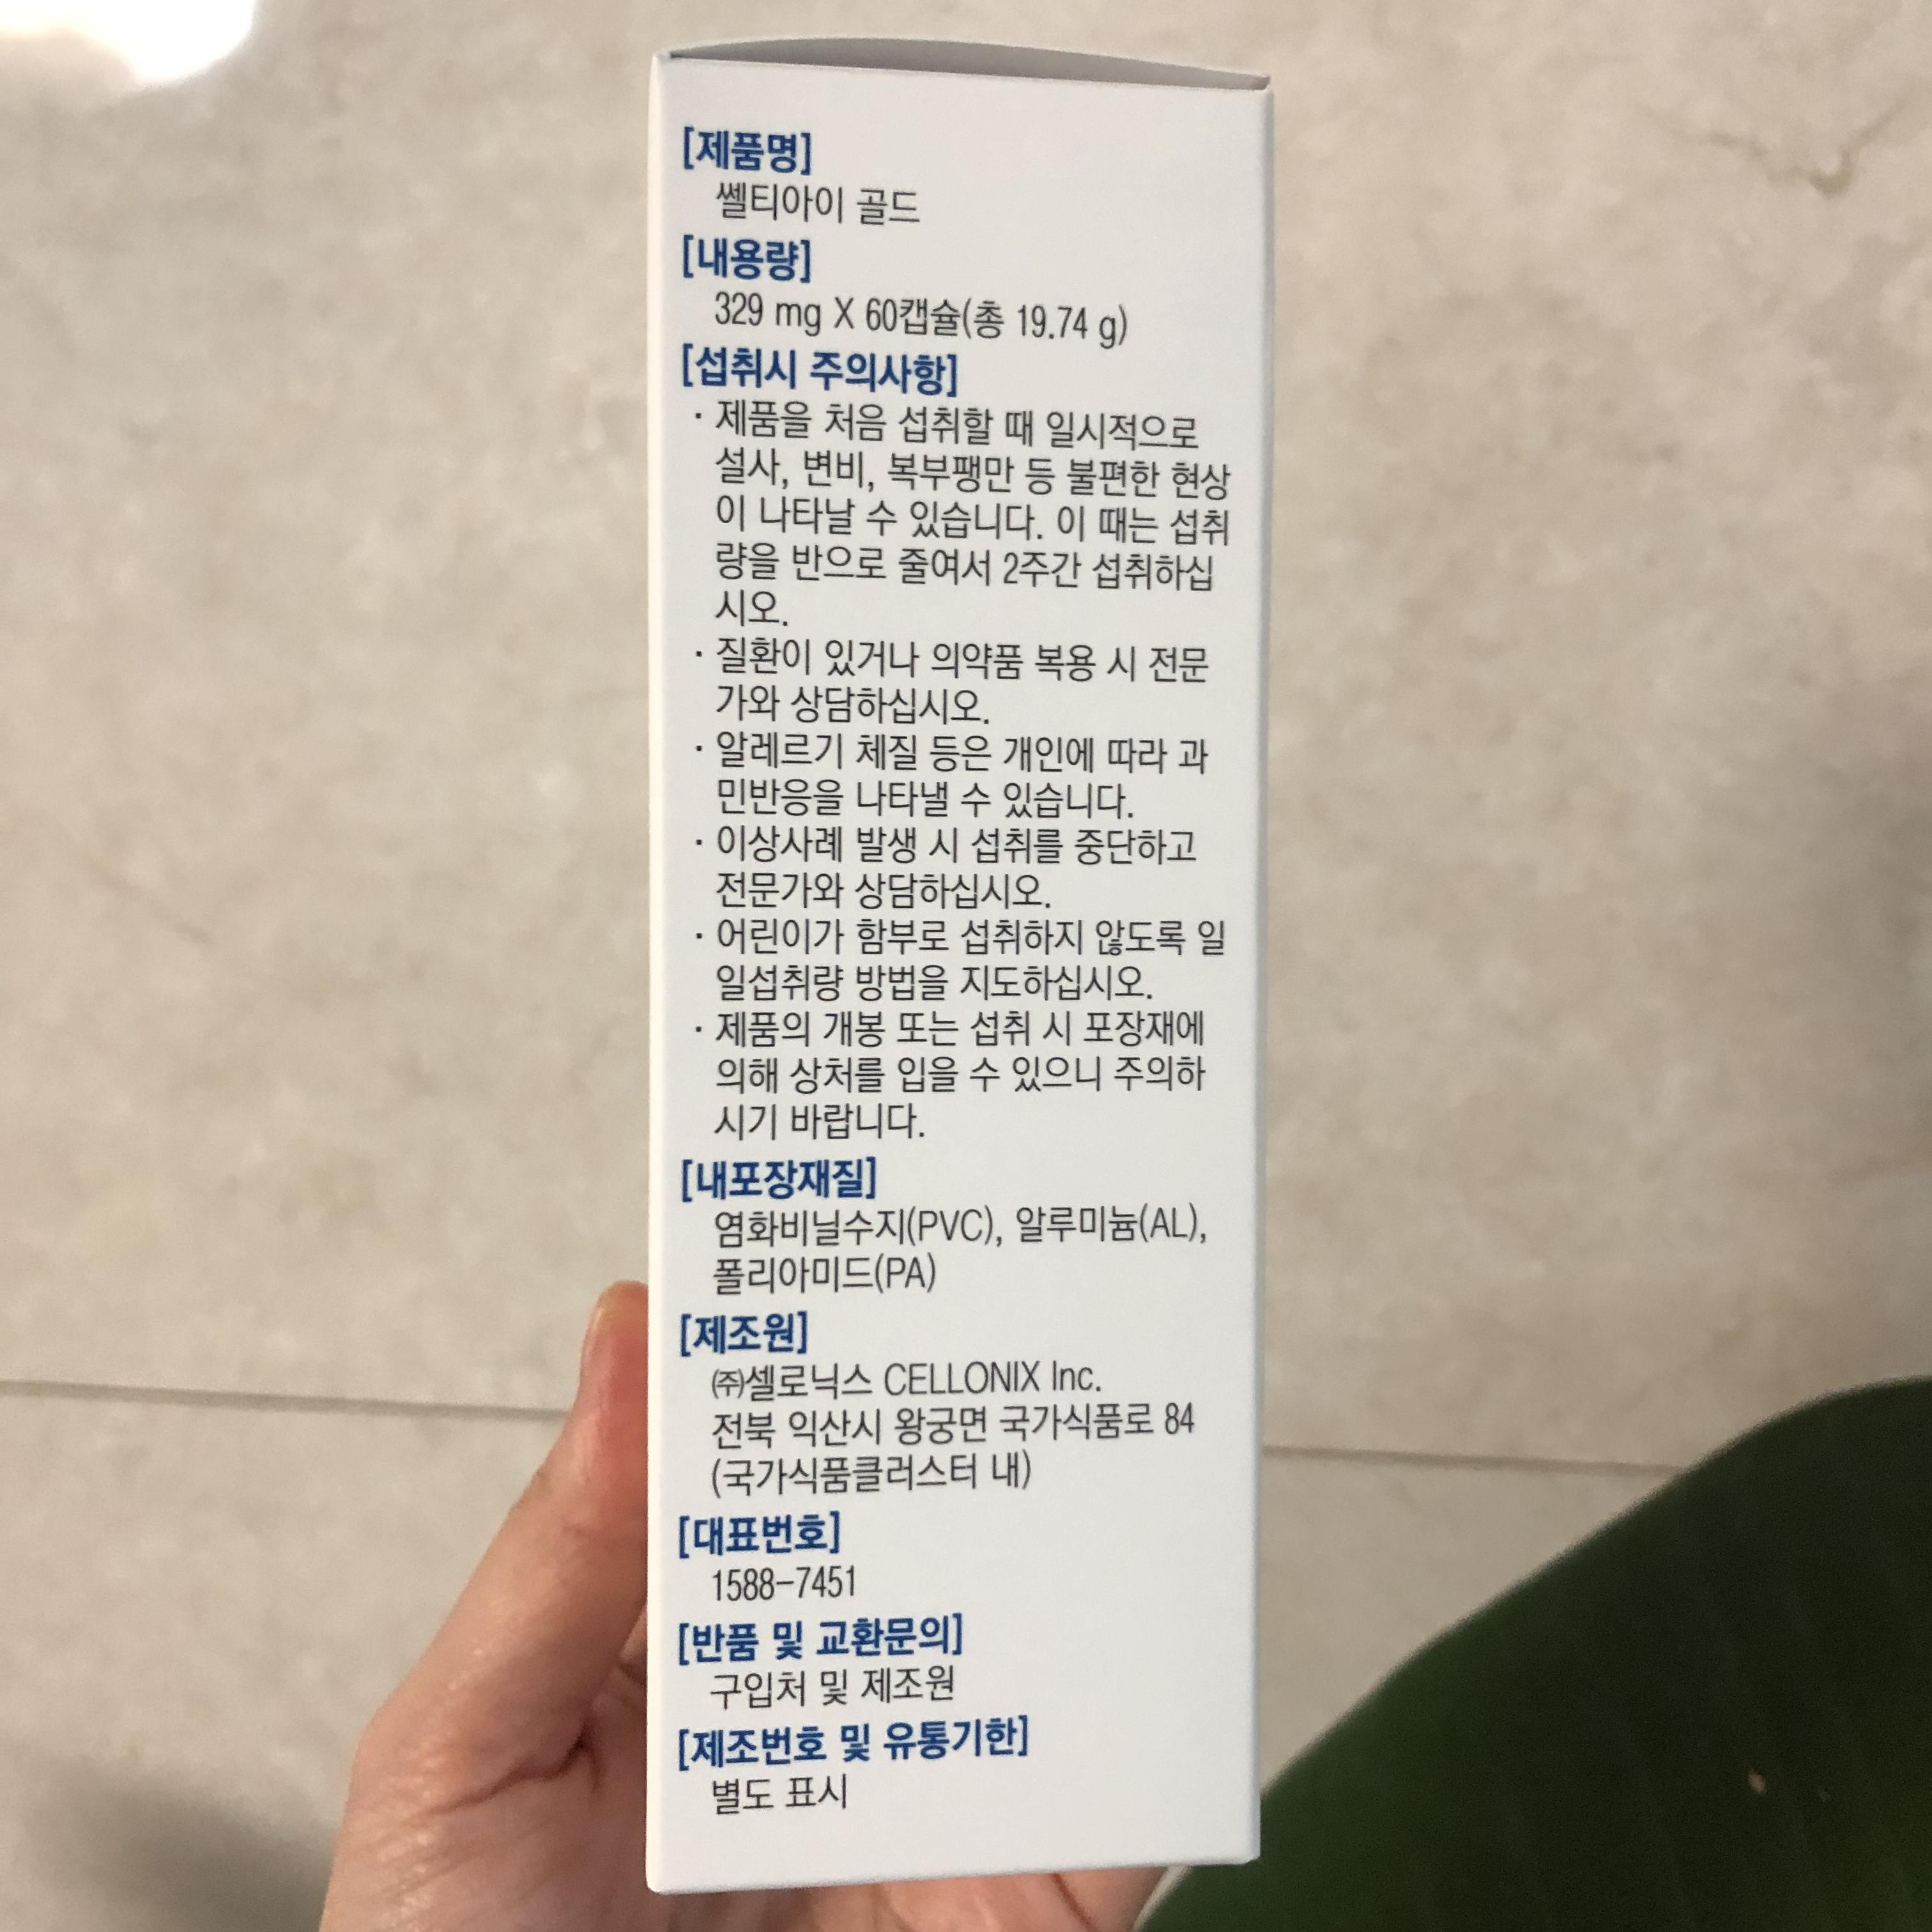 [제품명]
쎌티아이 골드
[내용량]
329 mg X 60캡슐(총 19.74 g)
[섭취시 주의사항]
· 제품을 처음 섭취할 때 일시적으로
설사, 변비, 복부팽만 등 불편한 현상
이 나타날 수 있습니다. 이 때는 섭취
량을 반으로 줄여서 2주간 섭취하십
시오.
· 질환이 있거나 의약품 복용 시 전문
가와 상담하십시오.
· 알레르기 체질 등은 개인에 따라 과
민반응을 나타낼 수 있습니다.
· 이상사례 발생 시 섭취를 중단하고
전문가와 상담하십시오.
· 어린이가 함부로 섭취하지 않도록 일
일섭취량 방법을 지도하십시오.
· 제품의 개봉 또는 섭취 시 포장재에
의해 상처를 입을 수 있으니 주의하
시기 바랍니다.
[내포장재질]
염화비닐수지(PVC), 알루미늄(AL),
폴리아미드(PA)
[제조원]
㈜셀로닉스 CELLONIX Inc.
전북 익산시 왕궁면 국가식품로 84
(국가식품클러스터 내)
[대표번호]
1588-7451
[반품 및 교환문의]
구입처 및 제조원
[제조번호 및 유통기한]
별도 표시